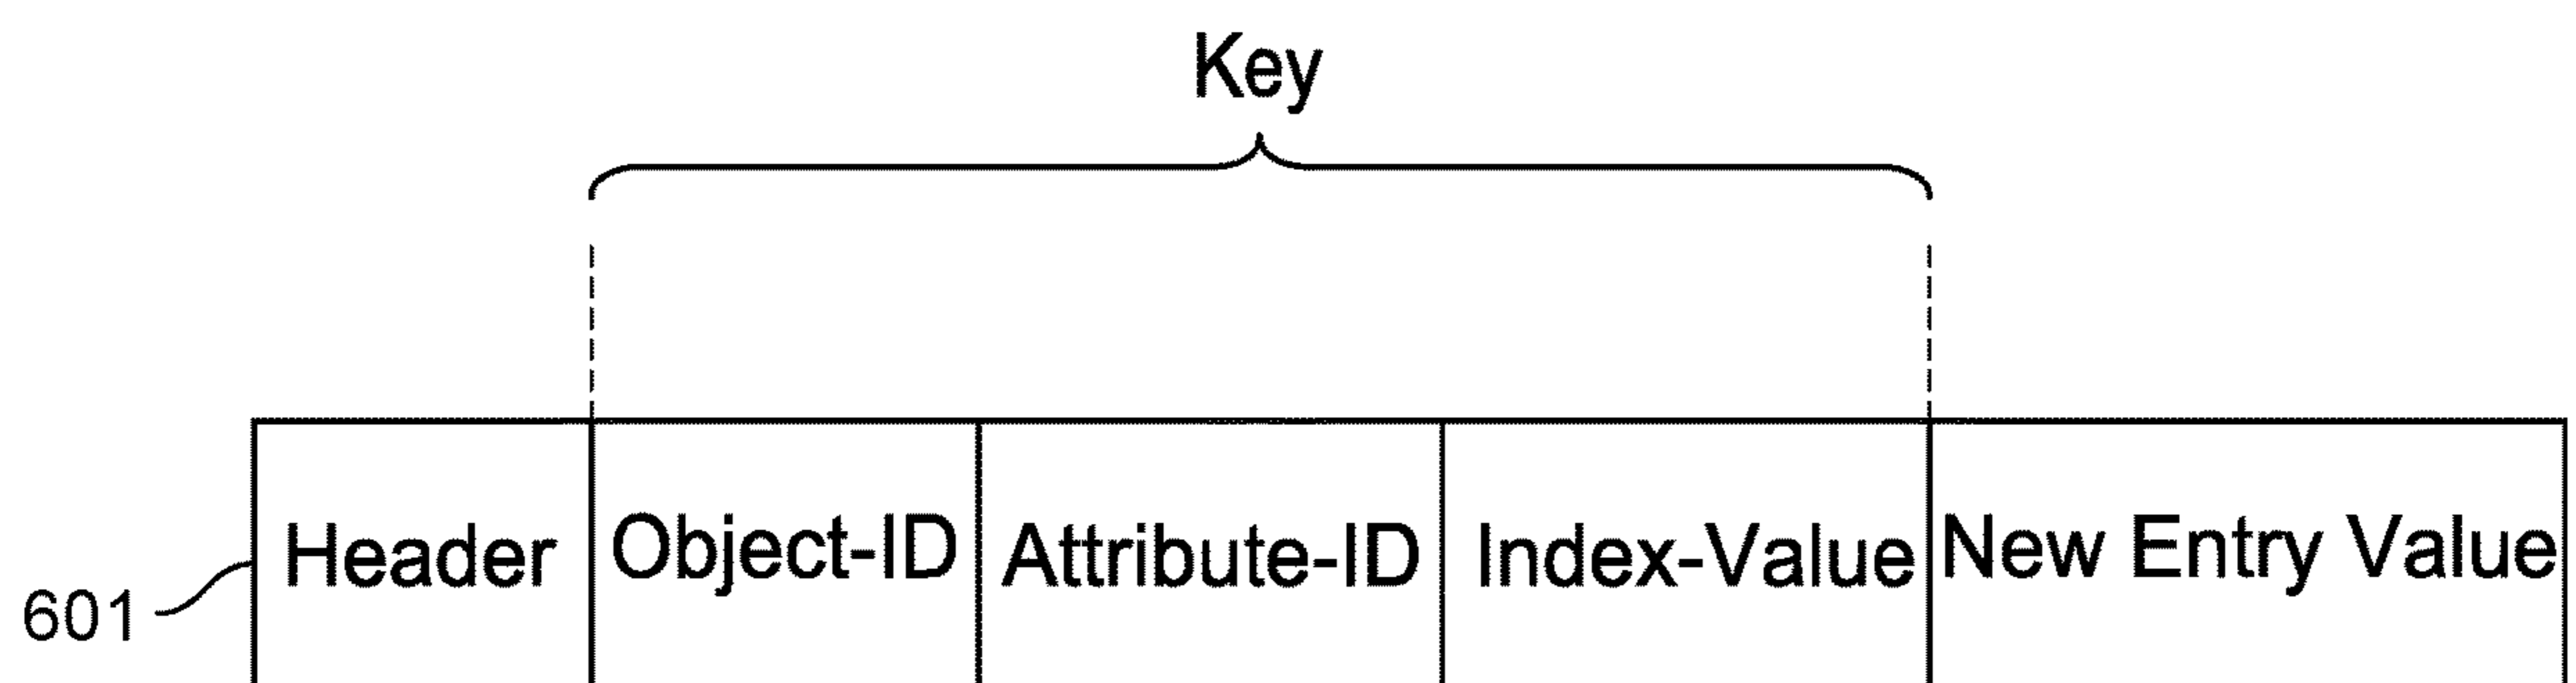 Key
Header Object-ID Attribute-ID Index-Value New Entry Value
601